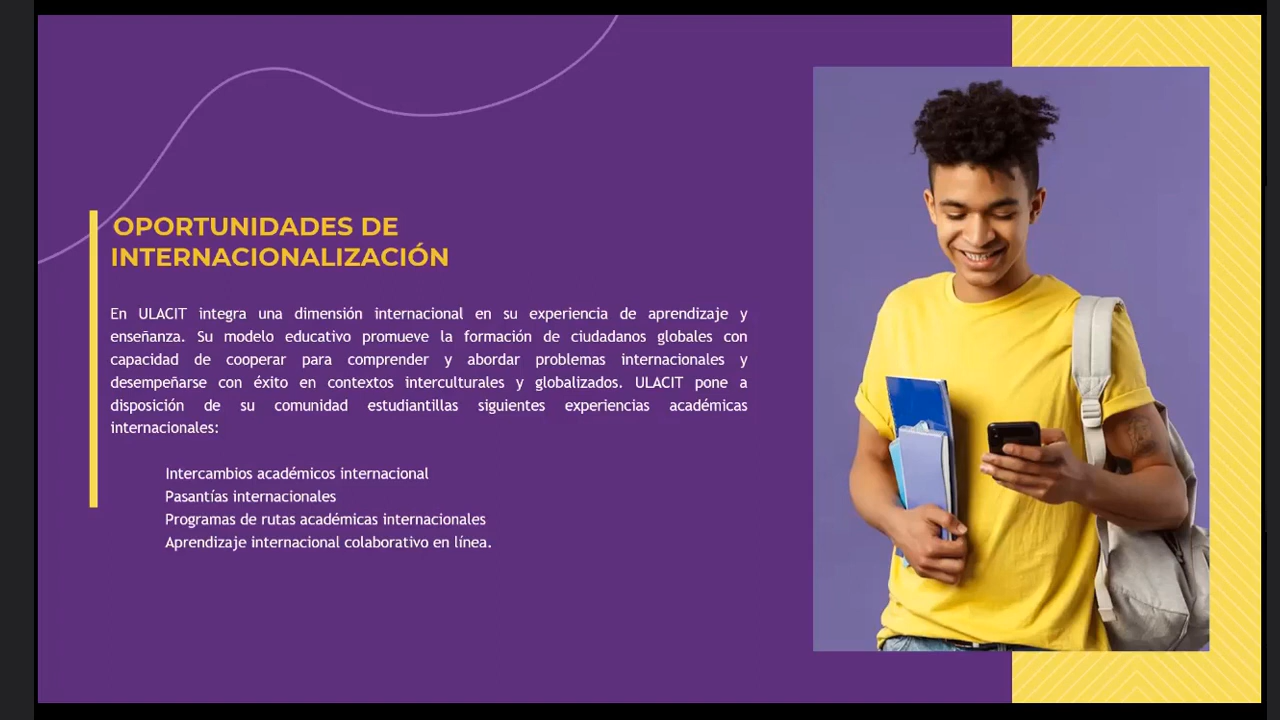 OPORTUNIDADES DE
INTERNACIONALIZACIÓN
En ULACIT integra una dimensión internacional en su experiencia de aprendizaje y
enseñanza. Su modelo educativo promueve la formación de ciudadanos globales con
capacidad de cooperar para comprender y abordar problemas internacionales y
desempeñarse con éxito en contextos interculturales y globalizados. ULACIT pone a
disposición de su comunidad estudiantillas siguientes experiencias académicas
internacionales:
Intercambios académicos internacional
Pasantías internacionales
Programas de rutas académicas internacionales
Aprendizaje internacional colaborativo en línea.